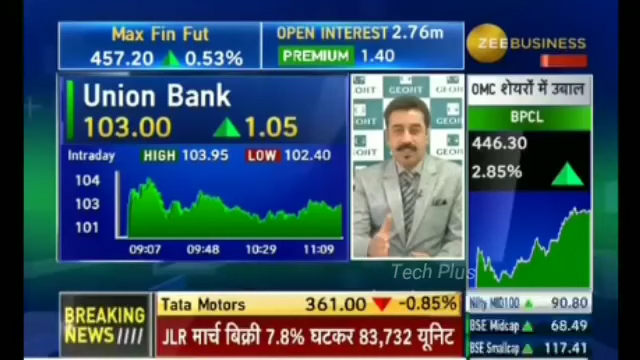 Max Fin Fut
457.20 0.53%
OPEN INTEREST 2.76m
PREMIUM 1.40
ZEE BUSINESS
Union Bank
103.00 1.05
Intraday HIGH 103.95 LOW 102.40
104
103
101
09:07 09:48 10:29 11:09
GEOJIT
OMC शेयरों में उबाल
BPCL
446.30
2.85%
Tech Plus
BREAKING NEWS
Tata Motors 361.00 -0.85%
JLR मार्च बिक्री 7.8% घटकर 83,732 यूनिट
Nifty MID100 90.80
BSE Midcap 68.49
BSE Smallcap 117.41